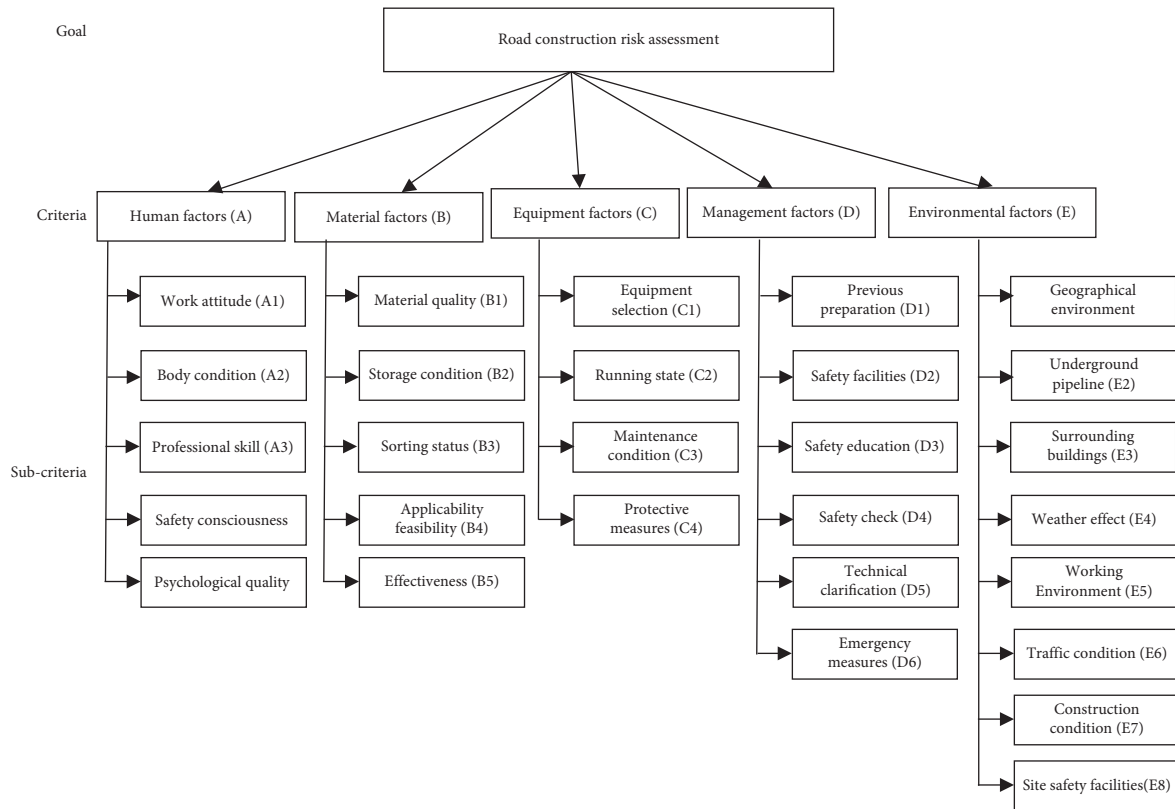 Goal
Road construction risk assessment
Criteria
Human factors (A)
Material factors (B)
Equipment factors (C)
Management factors (D)
Environmental factors (E)
Sub-criteria
Work attitude (A1)
Body condition (A2)
Professional skill (A3)
Safety consciousness
Psychological quality
Material quality (B1)
Storage condition (B2)
Sorting status (B3)
Applicability
feasibility (B4)
Effectiveness (B5)
Equipment
selection (C1)
Running state (C2)
Maintenance
condition (C3)
Protective
measures (C4)
Previous
preparation (D1)
Safety facilities (D2)
Safety education (D3)
Safety check (D4)
Technical
clarification (D5)
Emergency
measures (D6)
Geographical
environment
Underground
pipeline (E2)
Surrounding
buildings (E3)
Weather effect (E4)
Working
Environment (E5)
Traffic condition (E6)
Construction
condition (E7)
Site safety facilities(E8)